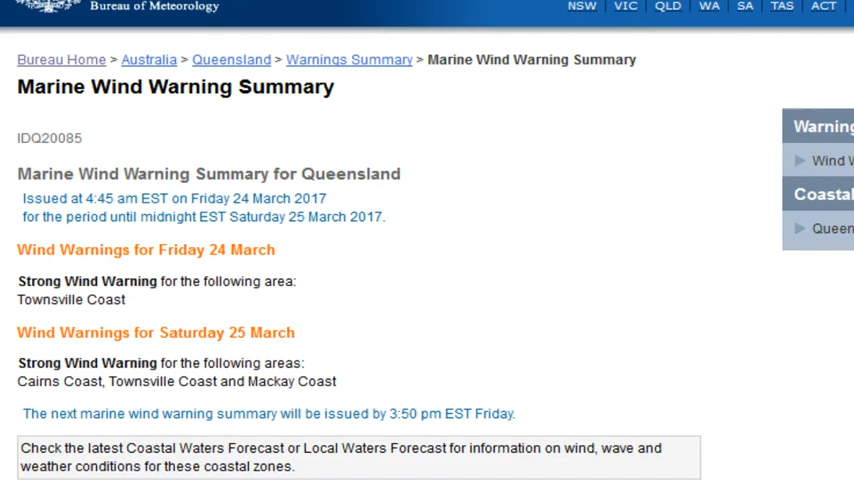 Bureau of Meteorology
NSW | VIC | QLD | WA | SA | TAS | ACT |
Bureau Home > Australia > Queensland > Warnings Summary > Marine Wind Warning Summary
Marine Wind Warning Summary
IDQ20085
Marine Wind Warning Summary for Queensland
Issued at 4:45 am EST on Friday 24 March 2017
for the period until midnight EST Saturday 25 March 2017.
Wind Warnings for Friday 24 March
Strong Wind Warning for the following area:
Townsville Coast
Wind Warnings for Saturday 25 March
Strong Wind Warning for the following areas:
Cairns Coast, Townsville Coast and Mackay Coast
The next marine wind warning summary will be issued by 3:50 pm EST Friday.
Check the latest Coastal Waters Forecast or Local Waters Forecast for information on wind, wave and
weather conditions for these coastal zones.
Warning
Wind W
Coastal
Queen